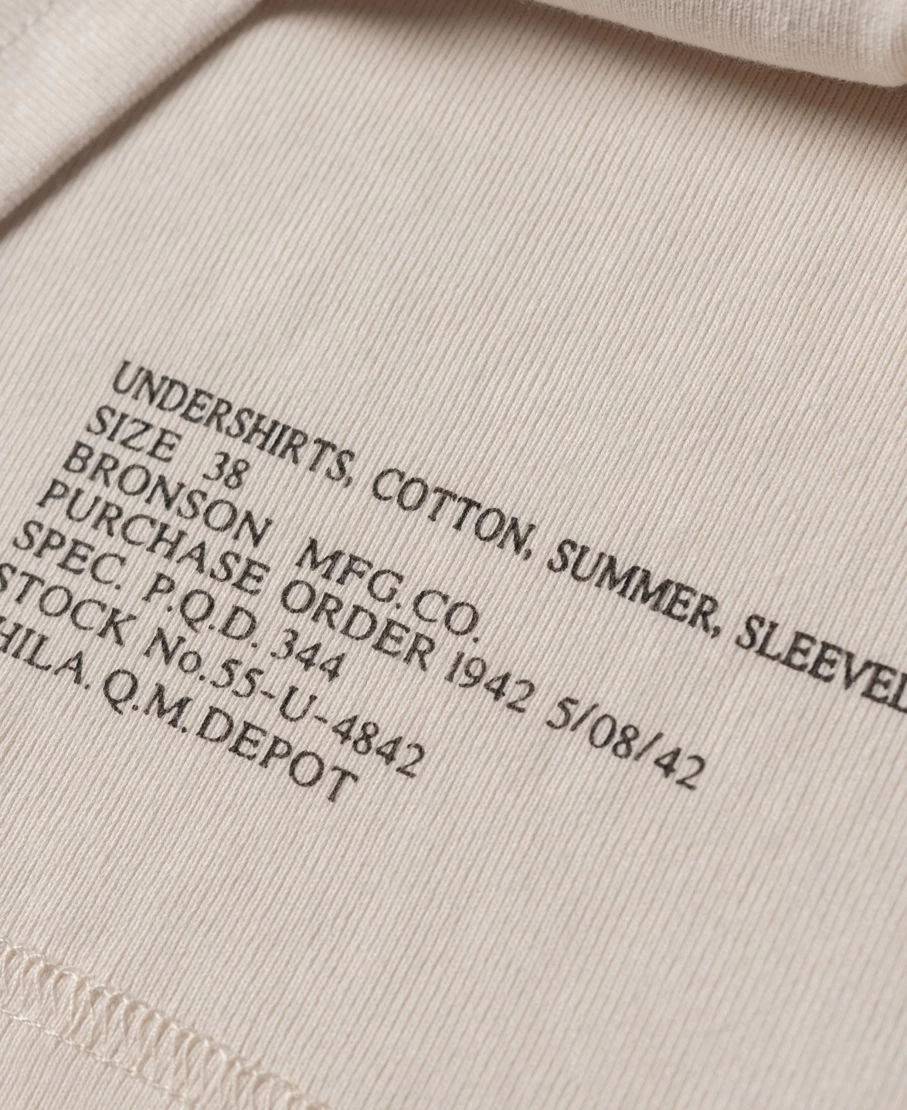 UNDERSHIRTS, COTTON, SUMMER, SLEEVEL
SIZE 38
BRONSON MFG.CO.
PURCHASE ORDER 1942 5/08/42
SPEC. P.Q.D. 344
STOCK No.55-U-4842
HILA. Q.M.DEPOT